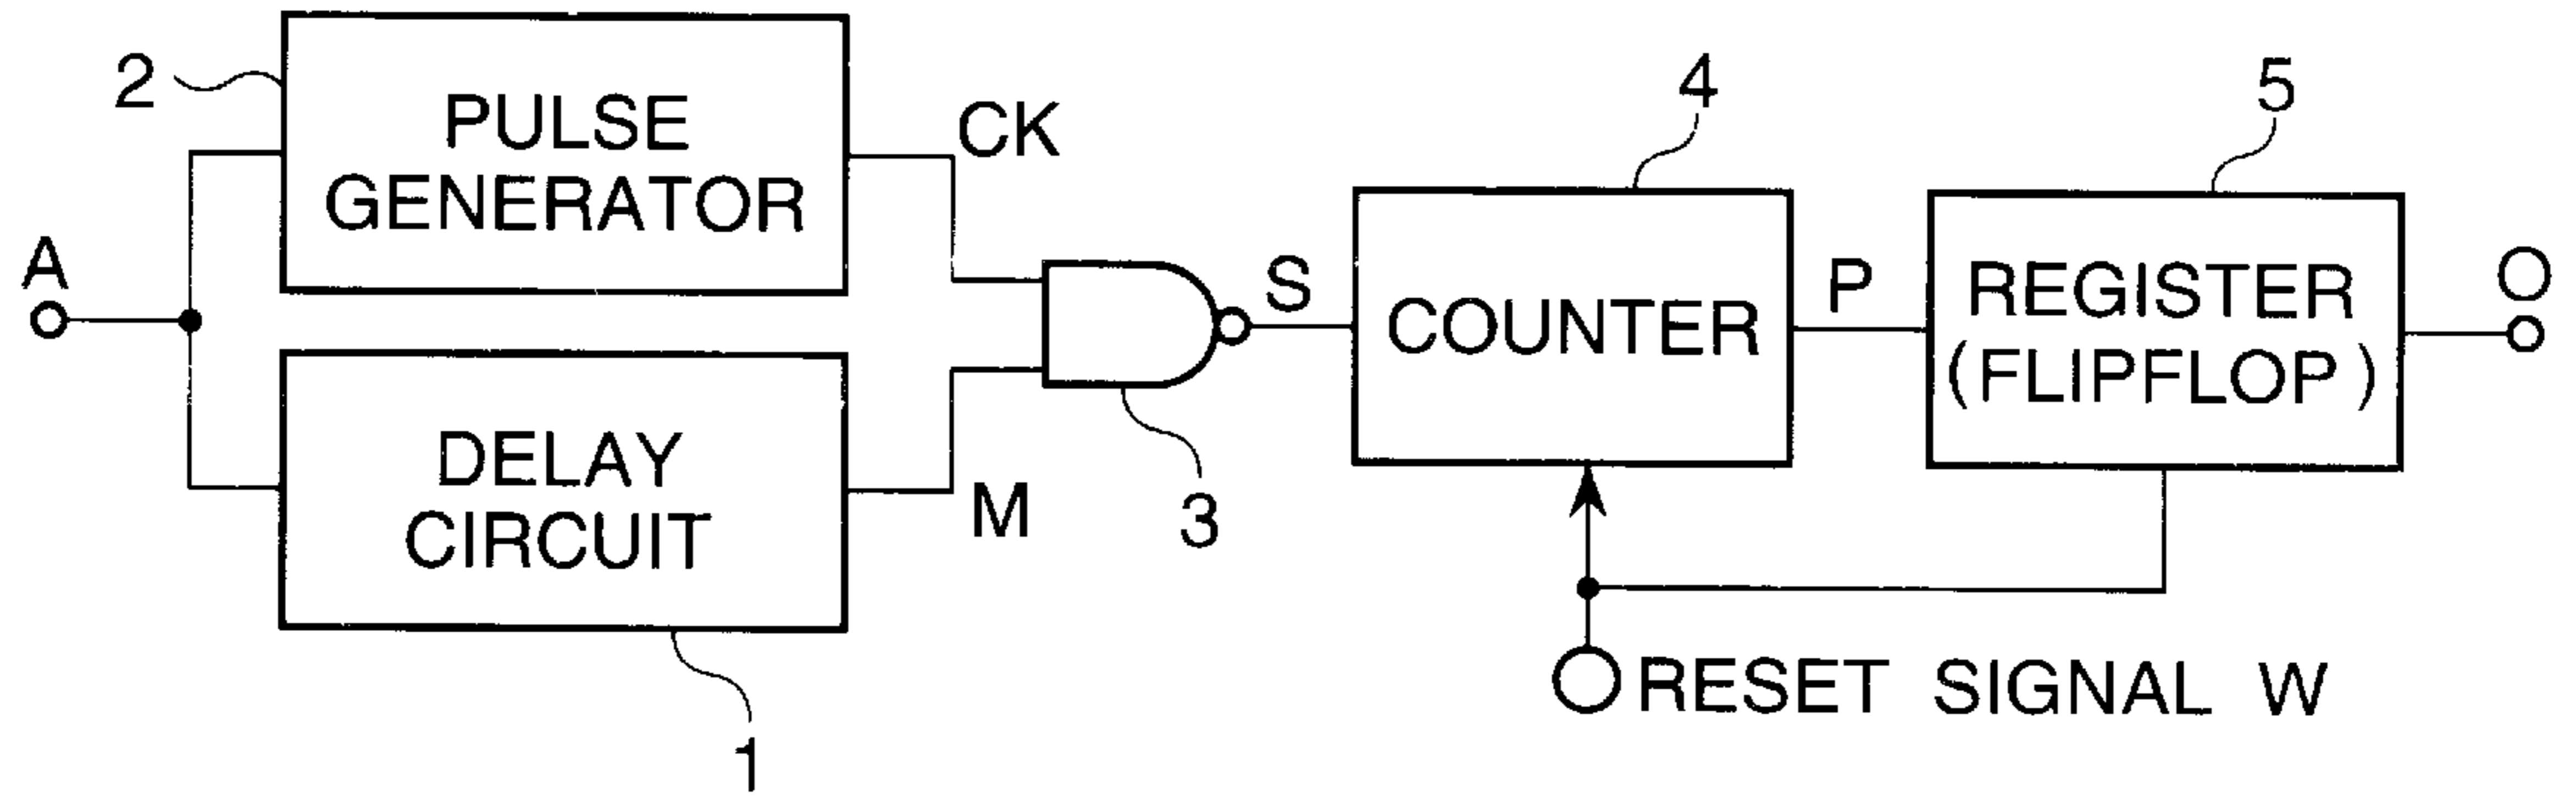 2
PULSE
GENERATOR
CK
A
DELAY
CIRCUIT
M
1
3
S
4
COUNTER
P
5
REGISTER
(FLIPFLOP)
O
RESET SIGNAL W